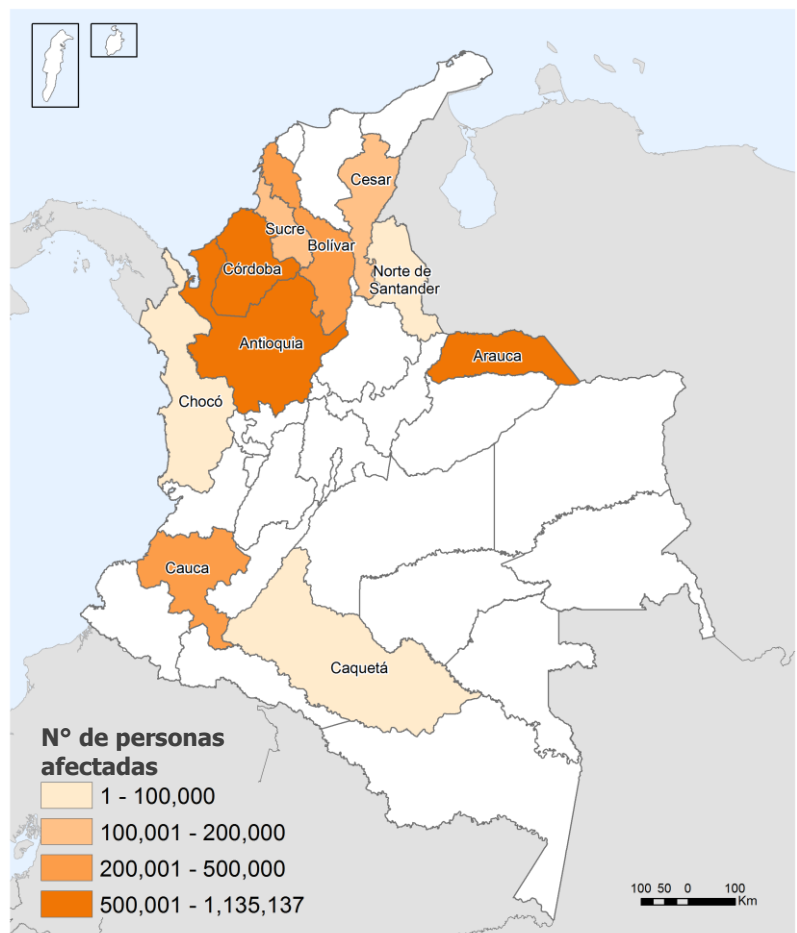 Cesar
Sucre
Bolívar
Córdoba
Norte de
Santander
Antioquia
Arauca
Chocó
Cauca
Caquetá
N° de personas
afectadas
1 - 100,000
100,001 - 200,000
200,001 - 500,000
500,001 - 1,135,137
100 50 0 100
Km